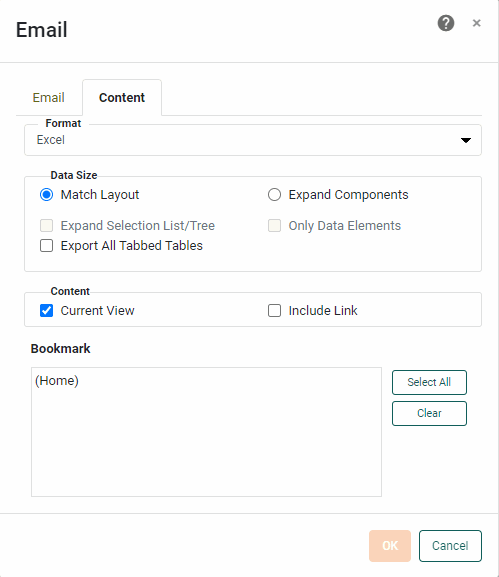 Email
Email Content
Format
Excel
Data Size
Match Layout Expand Components
Expand Selection List/Tree Only Data Elements
Export All Tabbed Tables
Content
Current View Include Link
Bookmark
(Home)
Select All
Clear
OK Cancel